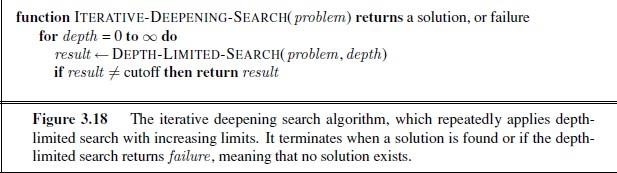 function ITERATIVE-DEEPENING-SEARCH( problem) returns a solution, or failure
for depth = 0 to ∞ do
result ← DEPTH-LIMITED-SEARCH( problem, depth)
if result ≠ cutoff then return result
Figure 3.18 The iterative deepening search algorithm, which repeatedly applies depth-
limited search with increasing limits. It terminates when a solution is found or if the depth-
limited search returns failure, meaning that no solution exists.